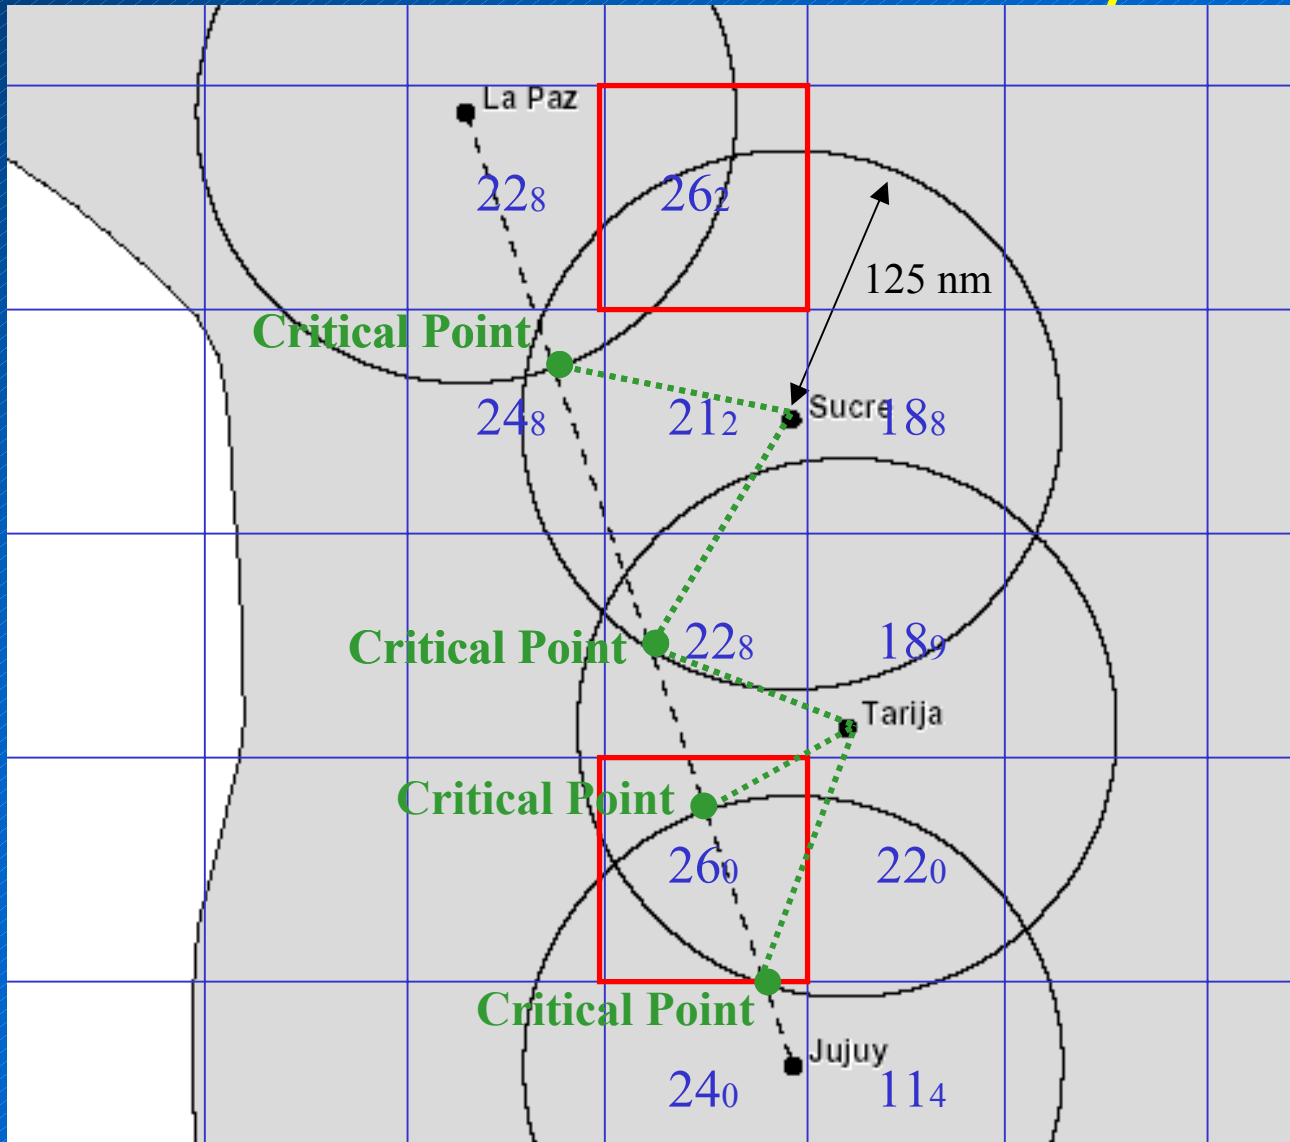 La Paz
228 262
125 nm
Critical Point
248 212 Sucre 188
Critical Point 228 189
Tarija
Critical Point
260 220
Critical Point
Jujuy
240 114